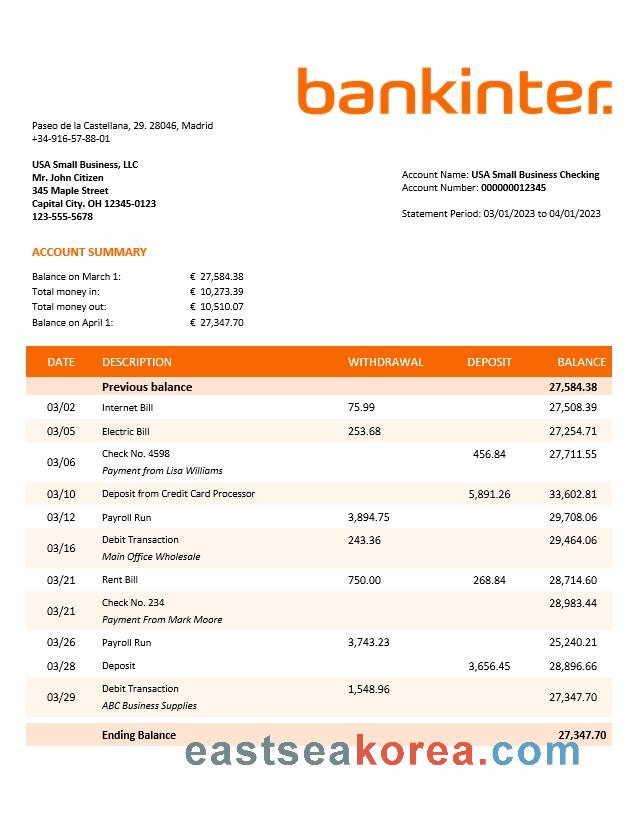 bankinter.
Paseo de la Castellana, 29. 28046, Madrid
+34-916-57-88-01
USA Small Business, LLC
Mr. John Citizen
345 Maple Street
Capital City. OH 12345-0123
123-555-5678
Account Name: USA Small Business Checking
Account Number: 000000012345
Statement Period: 03/01/2023 to 04/01/2023
ACCOUNT SUMMARY
Balance on March 1: € 27,584.38
Total money in: € 10,273.39
Total money out: € 10,510.07
Balance on April 1: € 27,347.70
DATE DESCRIPTION WITHDRAWAL DEPOSIT BALANCE
Previous balance 27,584.38
03/02 Internet Bill 75.99 27,508.39
03/05 Electric Bill 253.68 27,254.71
03/06 Check No. 4598 456.84 27,711.55
Payment from Lisa Williams
03/10 Deposit from Credit Card Processor 5,891.26 33,602.81
03/12 Payroll Run 3,894.75 29,708.06
03/16 Debit Transaction 243.36 29,464.06
Main Office Wholesale
03/21 Rent Bill 750.00 268.84 28,714.60
03/21 Check No. 234 28,983.44
Payment From Mark Moore
03/26 Payroll Run 3,743.23 25,240.21
03/28 Deposit 3,656.45 28,896.66
03/29 Debit Transaction 1,548.96 27,347.70
ABC Business Supplies
Ending Balance 27,347.70
eastseakorea.com